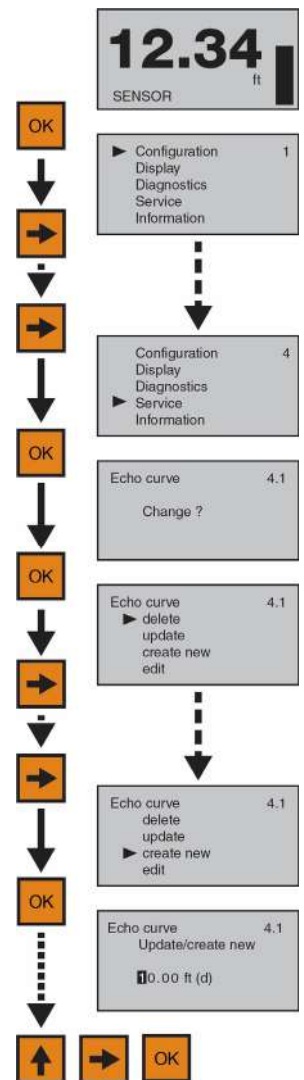 12.34
ft
SENSOR
OK
Configuration 1
Display
Diagnostics
Service
Information
Configuration 4
Display
Diagnostics
Service
Information
OK
Echo curve 4.1
Change ?
OK
Echo curve 4.1
delete
update
create new
edit
Echo curve 4.1
delete
update
create new
edit
OK
Echo curve 4.1
Update/create new
10.00 ft (d)
OK